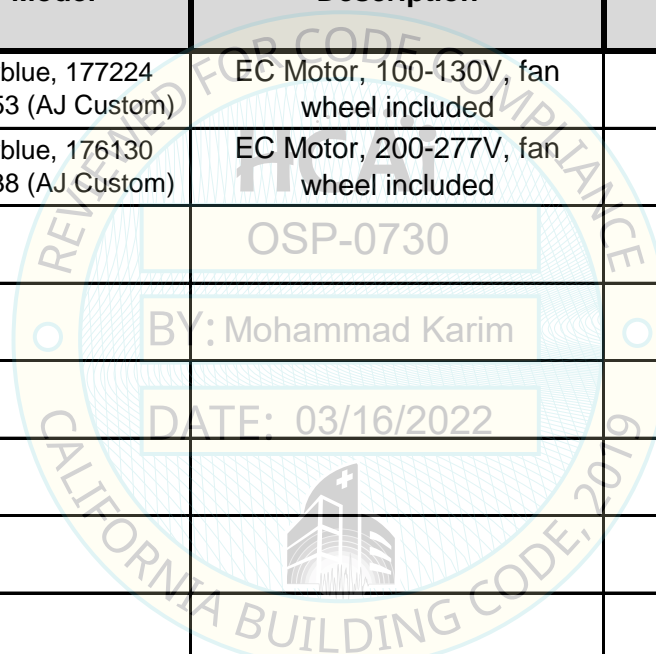 blue, 177224
53 (AJ Custom)
EC Motor, 100-130V, fan
wheel included
blue, 176130
38 (AJ Custom)
EC Motor, 200-277V, fan
wheel included
REVIEWED FOR CODE COMPLIANCE
HCAi
OSP-0730
BY: Mohammad Karim
DATE: 03/16/2022
CALIFORNIA BUILDING CODE, 2019